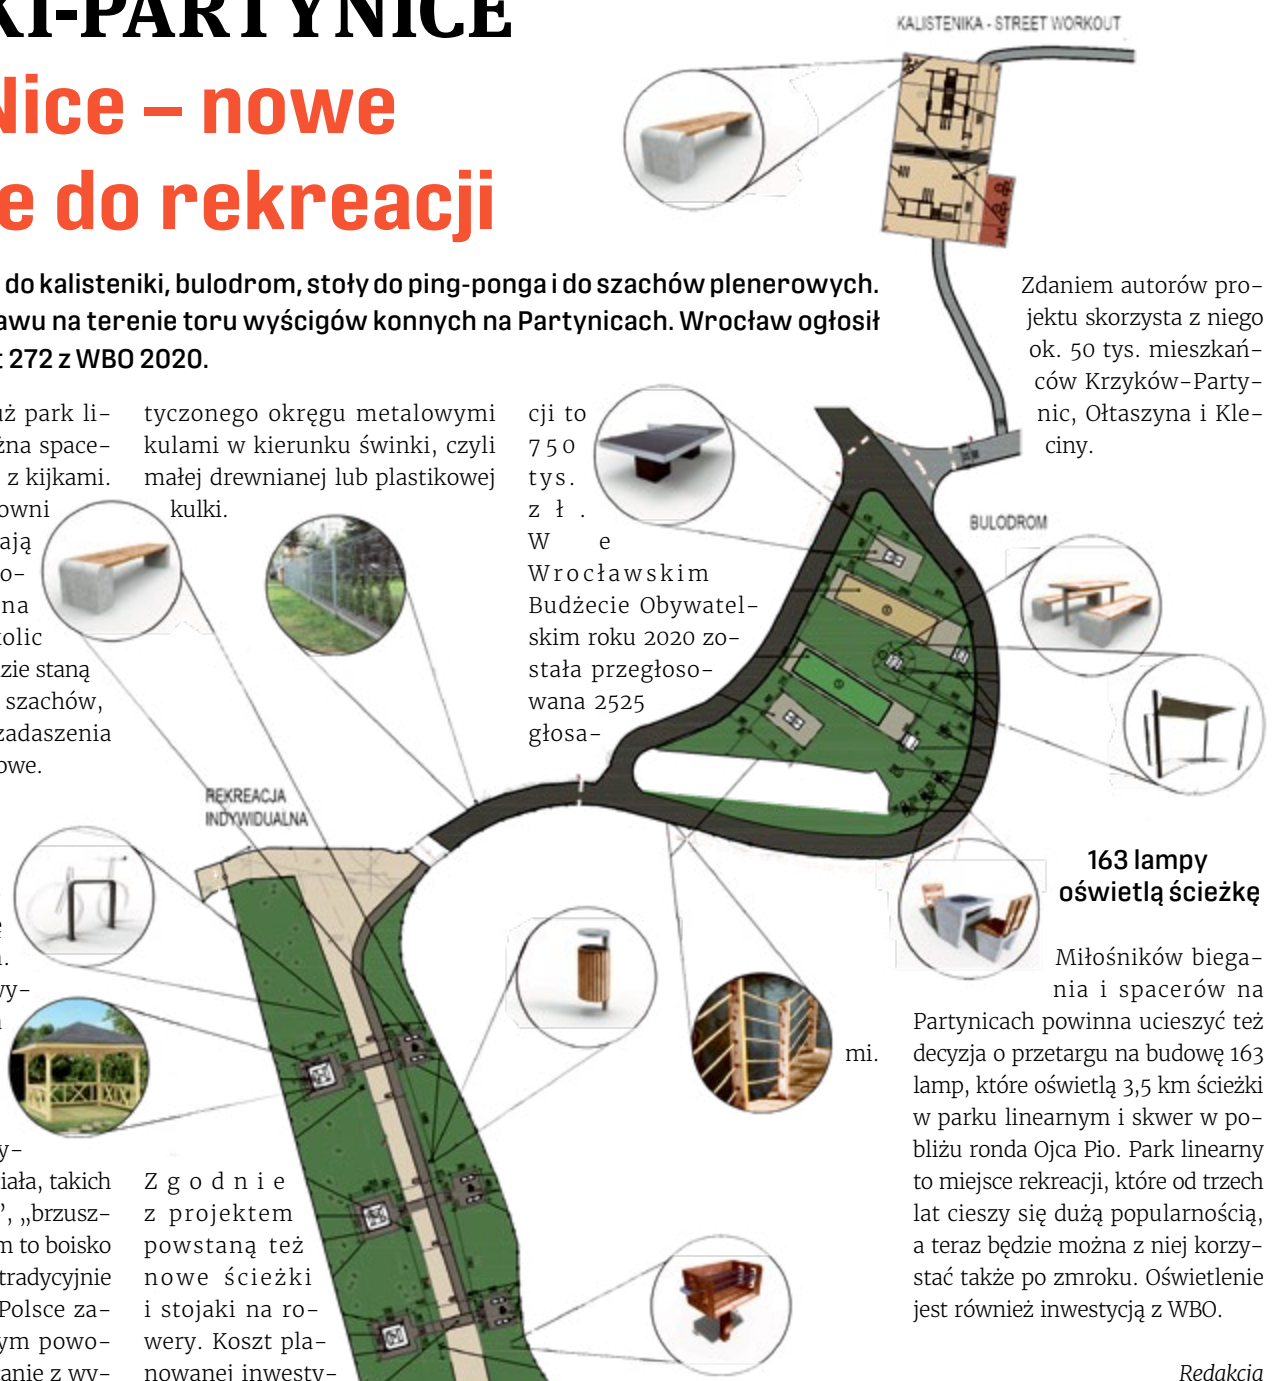 KI-PARTYNICE
Nice – nowe
e do rekreacji
do kalisteniki, bulodrom, stoły do ping-ponga i do szachów plenerowych.
awu na terenie toru wyścigów konnych na Partynicach. Wrocław ogłosił
t 272 z WBO 2020.
uż park li-
żna space-
z kijkami.
owni
ają
o-
na
kolic
zie staną
szachów,
zadaszenia
owe.
ę
.
wy-
y-
iała, takich
”, „brzusz-
m to boisko
tradycyjnie
Polsce za-
ym powo-
anie z wy-
tyczonego okręgu metalowymi
kulami w kierunku świnki, czyli
małej drewnianej lub plastikowej
kulki.
Zgodnie
z projektem
powstaną też
nowe ścieżki
i stojaki na ro-
wery. Koszt pla-
nowanej inwesty-
cji to
750
tys.
zł.
We
Wrocławskim
Budżecie Obywatel-
skim roku 2020 zo-
stała przegłoso-
wana 2525
głosa-
mi.
Zdaniem autorów pro-
jektu skorzysta z niego
ok. 50 tys. mieszkań-
ców Krzyków-Party-
nic, Ołtaszyna i Kle-
ciny.
163 lampy
oświetlą ścieżkę
Miłośników biega-
nia i spacerów na
Partynicach powinna ucieszyć też
decyzja o przetargu na budowę 163
lamp, które oświetlą 3,5 km ścieżki
w parku linearnym i skwer w po-
bliżu ronda Ojca Pio. Park linearny
to miejsce rekreacji, które od trzech
lat cieszy się dużą popularnością,
a teraz będzie można z niej korzy-
stać także po zmroku. Oświetlenie
jest również inwestycją z WBO.
Redakcja
KALISTENIKA - STREET WORKOUT
BULODROM
REKREACJA
INDYWIDUALNA